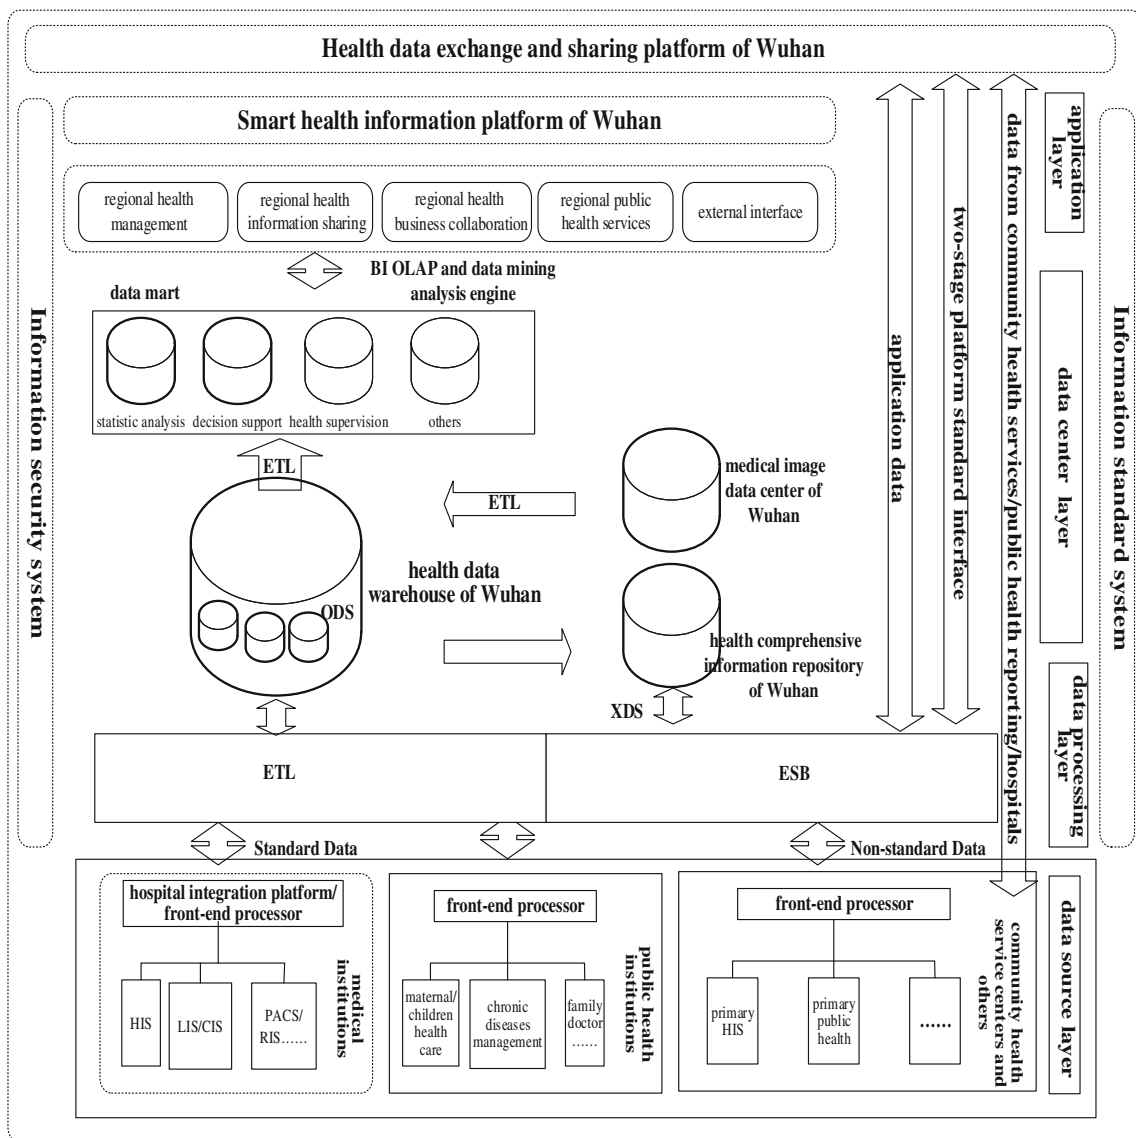 Health data exchange and sharing platform of Wuhan
Smart health information platform of Wuhan
regional health
management
regional health
information sharing
regional health
business collaboration
regional public
health services
external interface
BI OLAP and data mining
analysis engine
data mart
statistic analysis
decision support
health supervision
others
ETL
ETL
medical image
data center of
Wuhan
health data
warehouse of Wuhan
ODS
health comprehensive
information repository
of Wuhan
XDS
ETL
ESB
Standard Data
Non-standard Data
hospital integration platform/
front-end processor
HIS
LIS/CIS
PACS/
RIS......
medical
institutions
front-end processor
maternal/
children
health
care
chronic
diseases
management
family
doctor
......
public health
institutions
front-end processor
primary
HIS
primary
public
health
......
community health
service centers and
others
application data
two-stage platform standard interface
data from community health services/public health reporting/hospitals
application
layer
data center layer
data processing
layer
data source layer
Information security system
Information standard system